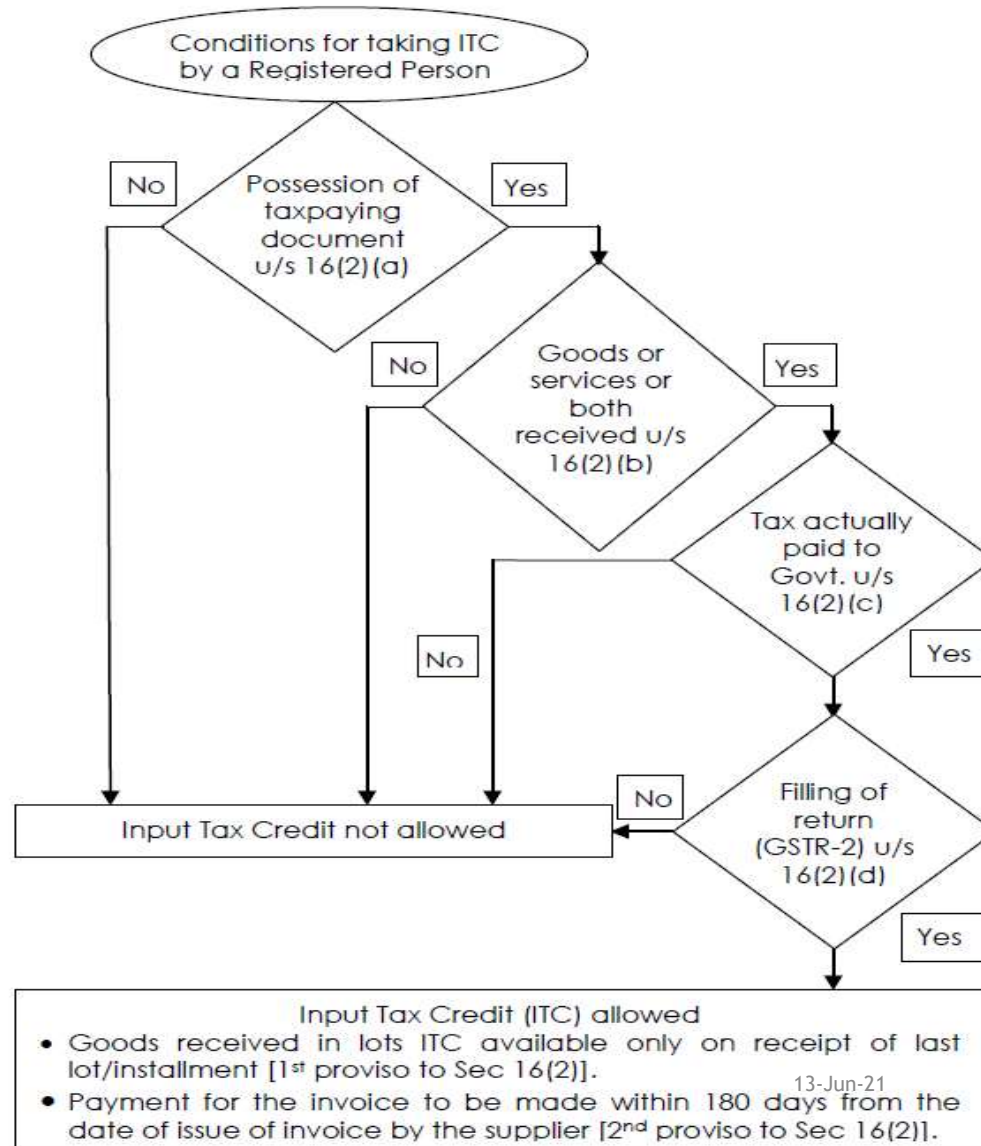 Conditions for taking ITC
by a Registered Person
No
Possession of
taxpaying
document
u/s 16(2)(a)
Yes
No
Goods or
services or
both
received u/s
16(2)(b)
Yes
Tax actually
paid to
Govt. u/s
16(2)(c)
No
Yes
Input Tax Credit not allowed
No
Filling of
return
(GSTR-2) u/s
16(2)(d)
Yes
Input Tax Credit (ITC) allowed
• Goods received in lots ITC available only on receipt of last
lot/installment [1st proviso to Sec 16(2)].
13-Jun-21
• Payment for the invoice to be made within 180 days from the
date of issue of invoice by the supplier [2nd proviso to Sec 16(2)].